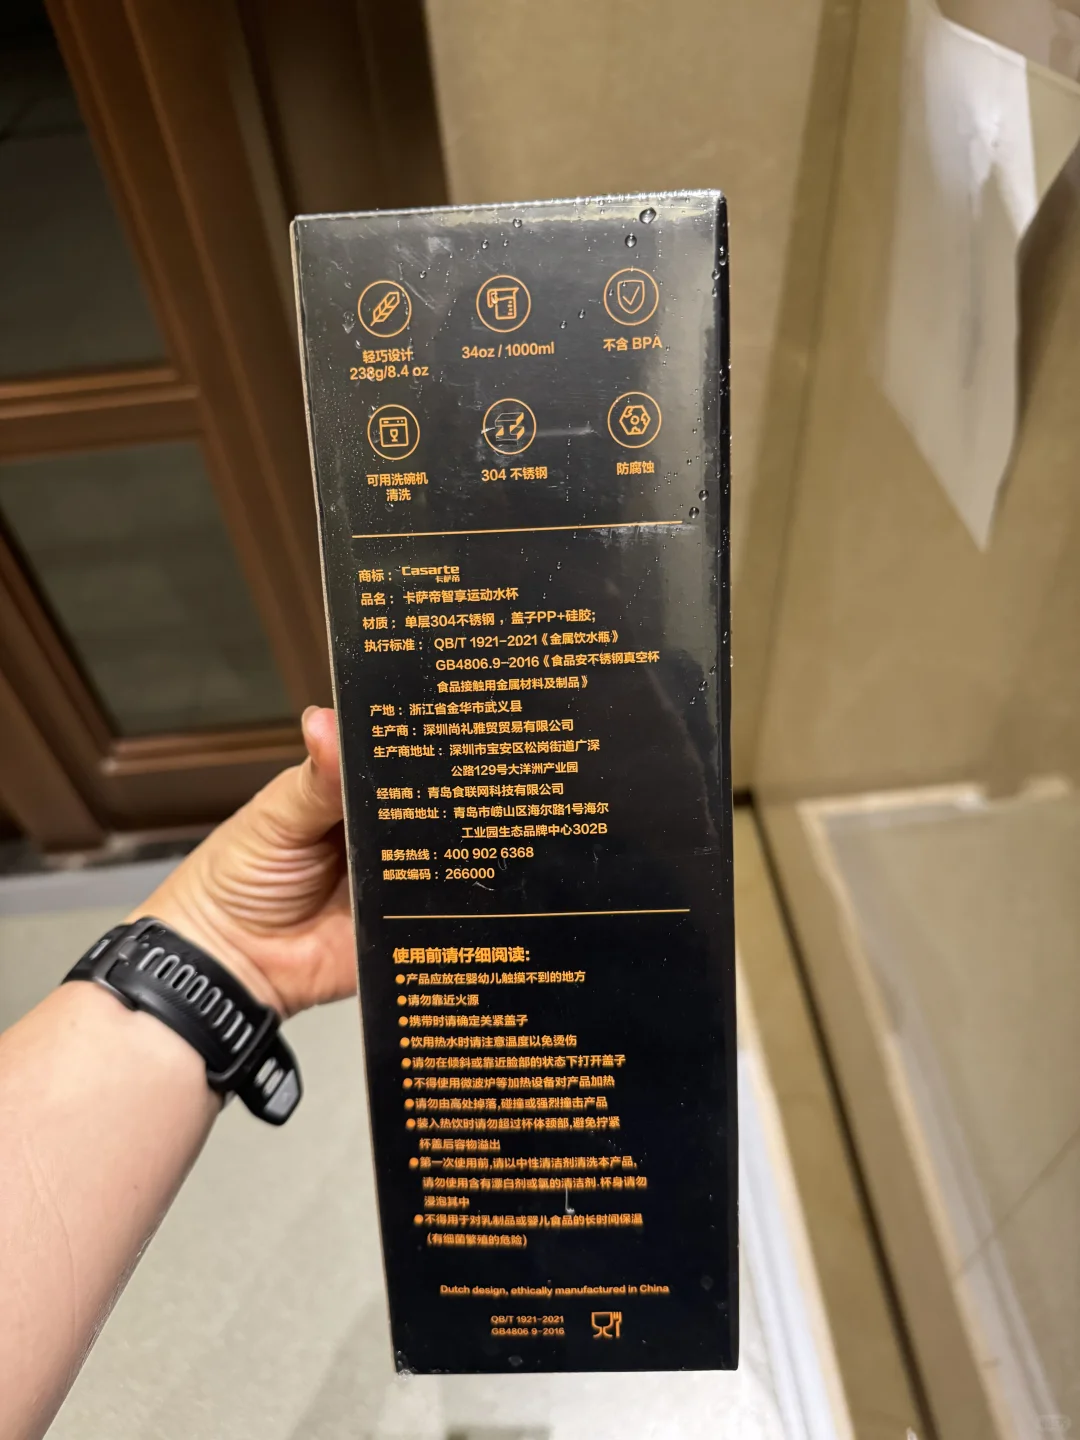 轻巧设计
238g/8.4 oz
34oz / 1000ml
不含 BPA
可用洗碗机
清洗
304 不锈钢
防腐蚀
商标： Casarte
卡萨帝
品名： 卡萨帝智享运动水杯
材质： 单层304不锈钢 ，盖子PP+硅胶;
执行标准： QB/T 1921-2021《金属饮水瓶》
GB4806.9-2016《食品安不锈钢真空杯
食品接触用金属材料及制品》
产地：浙江省金华市武义县
生产商：深圳尚礼雅贸贸易有限公司
生产商地址： 深圳市宝安区松岗街道广深
公路129号大洋洲产业园
经销商：青岛食联网科技有限公司
经销商地址： 青岛市崂山区海尔路1号海尔
工业园生态品牌中心302B
服务热线：400 902 6368
邮政编码：266000
使用前请仔细阅读:
●产品应放在婴幼儿触摸不到的地方
●请勿靠近火源
●携带时请确定关紧盖子
●饮用热水时请注意温度以免烫伤
●请勿在倾斜或靠近脸部的状态下打开盖子
●不得使用微波炉等加热设备对产品加热
●请勿由高处掉落,碰撞或强烈撞击产品
●装入热饮时请勿超过杯体颈部,避免拧紧
杯盖后容物溢出
●第一次使用前,请以中性清洁剂清洗本产品,
请勿使用含有漂白剂或氯的清洁剂.杯身请勿
浸泡其中
●不得用于对乳制品或婴儿食品的长时间保温
(有细菌繁殖的危险)
Dutch design, ethically manufactured in China
QB/T 1921-2021
GB4806 9-2016